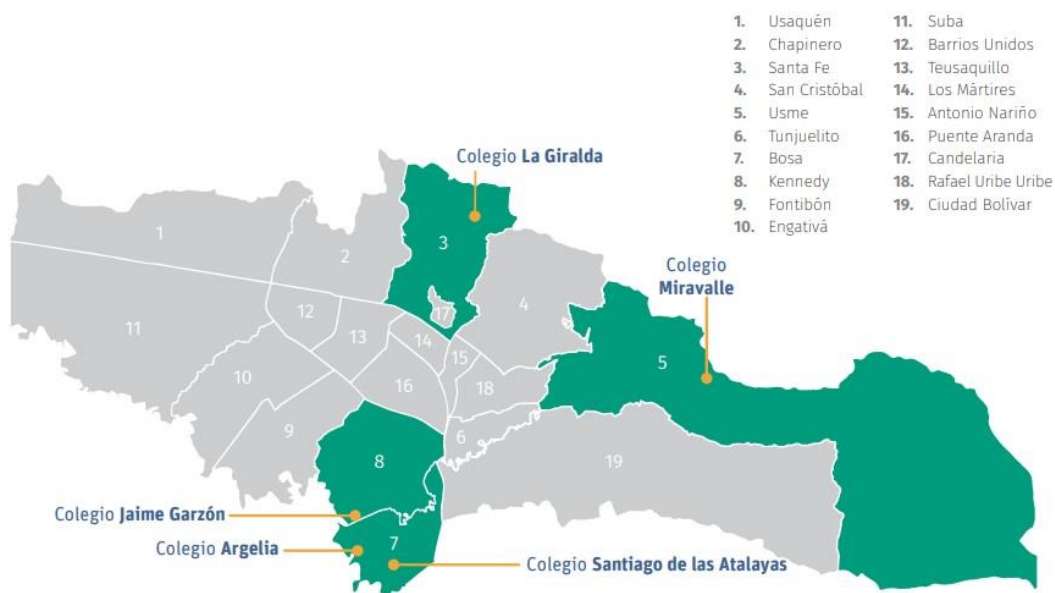 1. Usaquén
2. Chapinero
3. Santa Fe
4. San Cristóbal
5. Usme
6. Tunjuelito
7. Bosa
8. Kennedy
9. Fontibón
10. Engativá
11. Suba
12. Barrios Unidos
13. Teusaquillo
14. Los Mártires
15. Antonio Nariño
16. Puente Aranda
17. Candelaria
18. Rafael Uribe Uribe
19. Ciudad Bolívar
Colegio La Giralda
Colegio
Miravalle
1
2
3
4
17
12
13
14
15
5
11
10
16
18
9
6
8
19
Colegio Jaime Garzón
Colegio Argelia
7
Colegio Santiago de las Atalayas